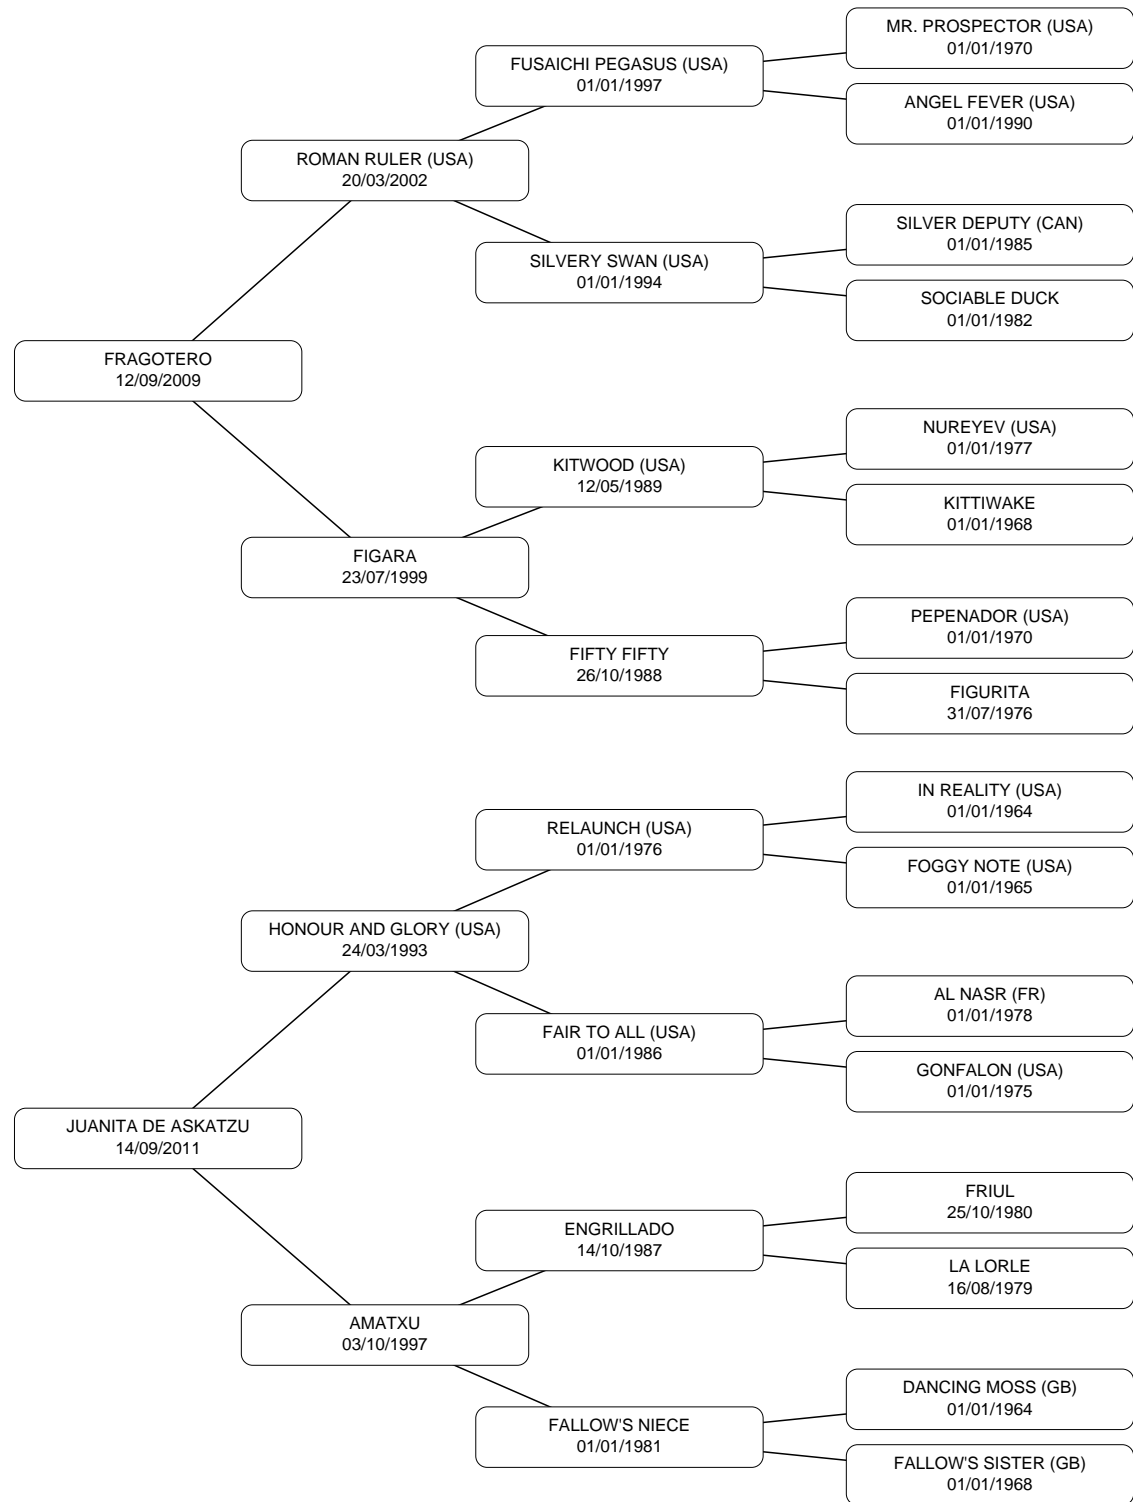 MR. PROSPECTOR (USA)
01/01/1970
FUSAICHI PEGASUS (USA)
01/01/1997
ANGEL FEVER (USA)
01/01/1990
ROMAN RULER (USA)
20/03/2002
SILVER DEPUTY (CAN)
01/01/1985
SILVERY SWAN (USA)
01/01/1994
SOCIABLE DUCK
01/01/1982
FRAGOTERO
12/09/2009
NUREYEV (USA)
01/01/1977
KITWOOD (USA)
12/05/1989
KITTIWAKE
01/01/1968
FIGARA
23/07/1999
PEPENADOR (USA)
01/01/1970
FIFTY FIFTY
26/10/1988
FIGURITA
31/07/1976
IN REALITY (USA)
01/01/1964
RELAUNCH (USA)
01/01/1976
FOGGY NOTE (USA)
01/01/1965
HONOUR AND GLORY (USA)
24/03/1993
AL NASR (FR)
01/01/1978
FAIR TO ALL (USA)
01/01/1986
GONFALON (USA)
01/01/1975
JUANITA DE ASKATZU
14/09/2011
FRIUL
25/10/1980
ENGRILLADO
14/10/1987
LA LORLE
16/08/1979
AMATXU
03/10/1997
DANCING MOSS (GB)
01/01/1964
FALLOW'S NIECE
01/01/1981
FALLOW'S SISTER (GB)
01/01/1968